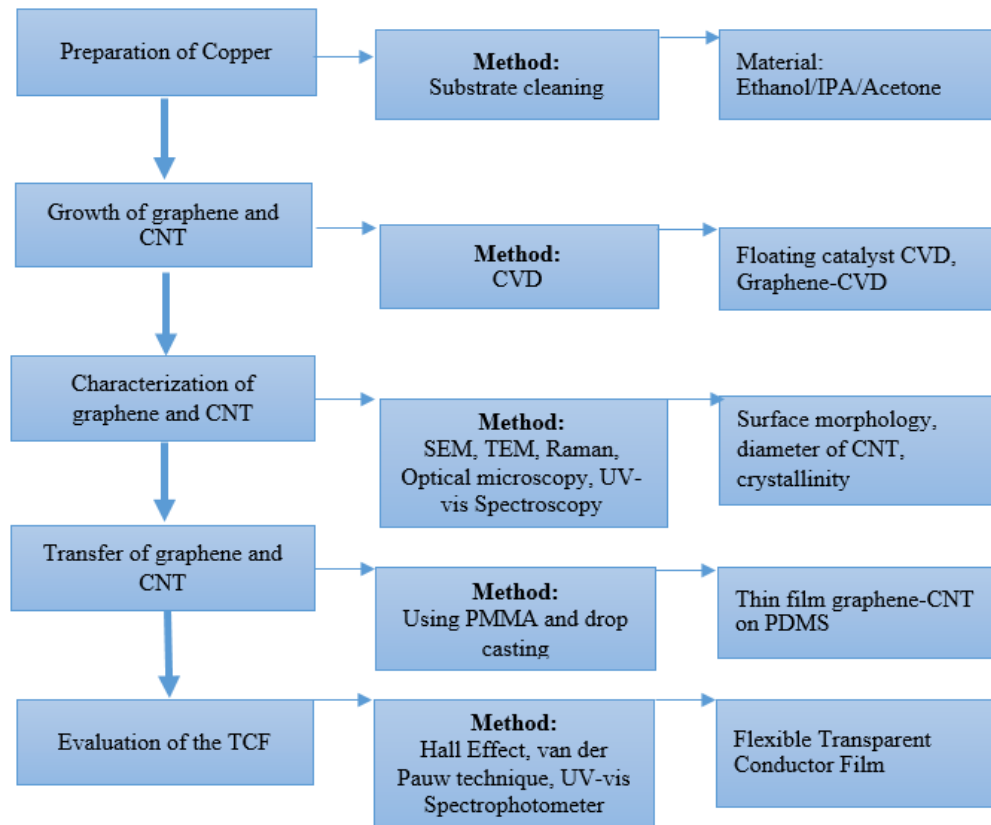 Preparation of Copper
Method:
Substrate cleaning
Material:
Ethanol/IPA/Acetone
Growth of graphene and
CNT
Method:
CVD
Floating catalyst CVD,
Graphene-CVD
Characterization of
graphene and CNT
Method:
SEM, TEM, Raman,
Optical microscopy, UV-
vis Spectroscopy
Surface morphology,
diameter of CNT,
crystallinity
Transfer of graphene and
CNT
Method:
Using PMMA and drop
casting
Thin film graphene-CNT
on PDMS
Evaluation of the TCF
Method:
Hall Effect, van der
Pauw technique, UV-vis
Spectrophotometer
Flexible Transparent
Conductor Film